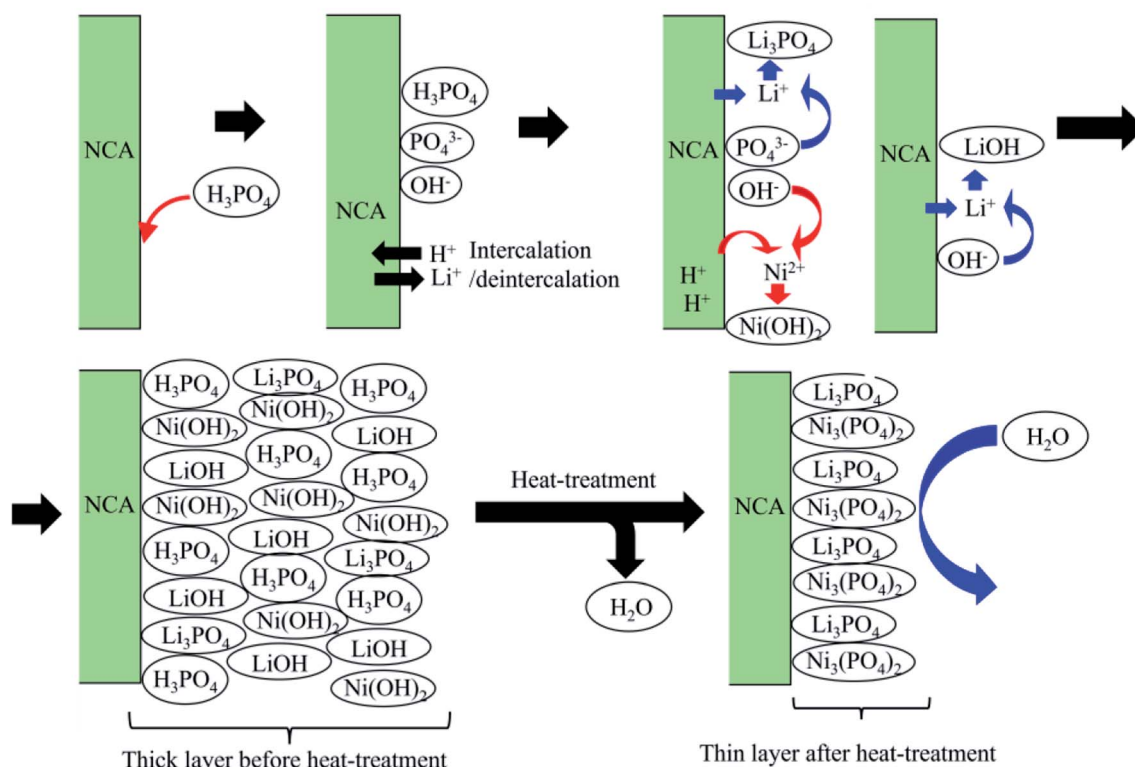 NCA
H₃PO₄
NCA
H₃PO₄
PO₄³⁻
OH⁻
H⁺ Intercalation
Li⁺ /deintercalation
NCA
Li₃PO₄
Li⁺
PO₄³⁻
OH⁻
H⁺
H⁺
Ni²⁺
Ni(OH)₂
NCA
LiOH
Li⁺
OH⁻
NCA
H₃PO₄
Ni(OH)₂
LiOH
Ni(OH)₂
H₃PO₄
LiOH
Li₃PO₄
H₃PO₄
Li₃PO₄
Ni(OH)₂
H₃PO₄
Ni(OH)₂
LiOH
H₃PO₄
Ni(OH)₂
LiOH
H₃PO₄
LiOH
H₃PO₄
Ni(OH)₂
Li₃PO₄
H₃PO₄
LiOH
Ni(OH)₂
Thick layer before heat-treatment
Heat-treatment
H₂O
NCA
Li₃PO₄
Ni₃(PO₄)₂
Li₃PO₄
Ni₃(PO₄)₂
Li₃PO₄
Ni₃(PO₄)₂
Li₃PO₄
Ni₃(PO₄)₂
H₂O
Thin layer after heat-treatment